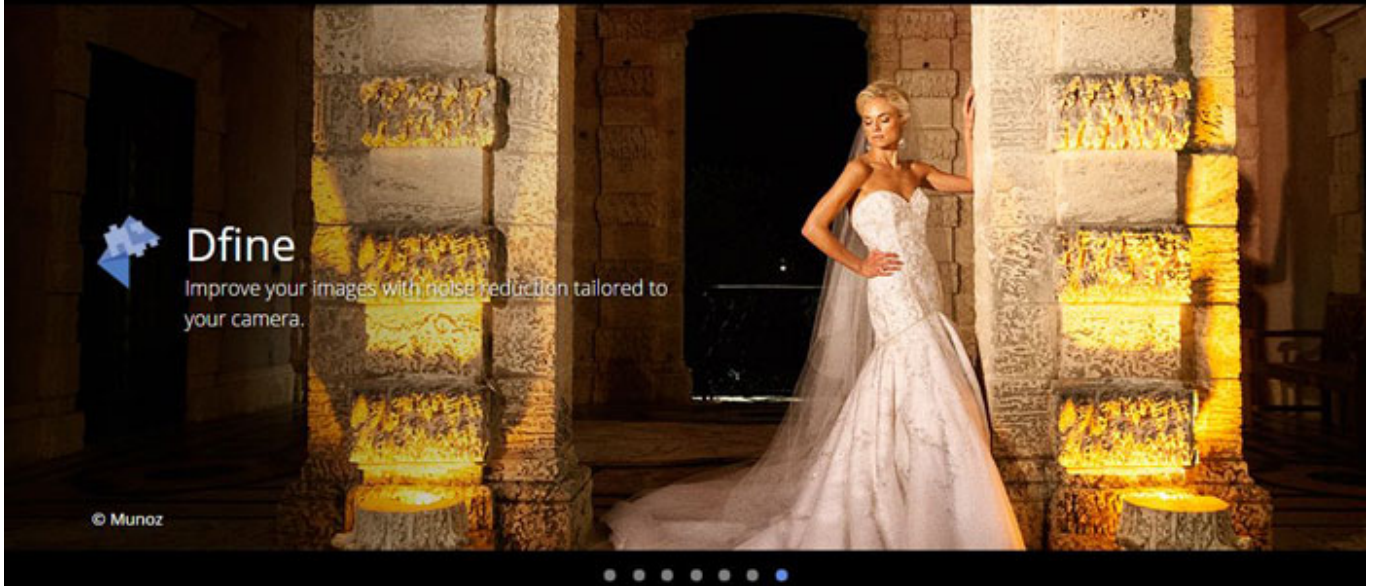 Dfine
Improve your images with noise reduction tailored to
your camera.
© Munoz